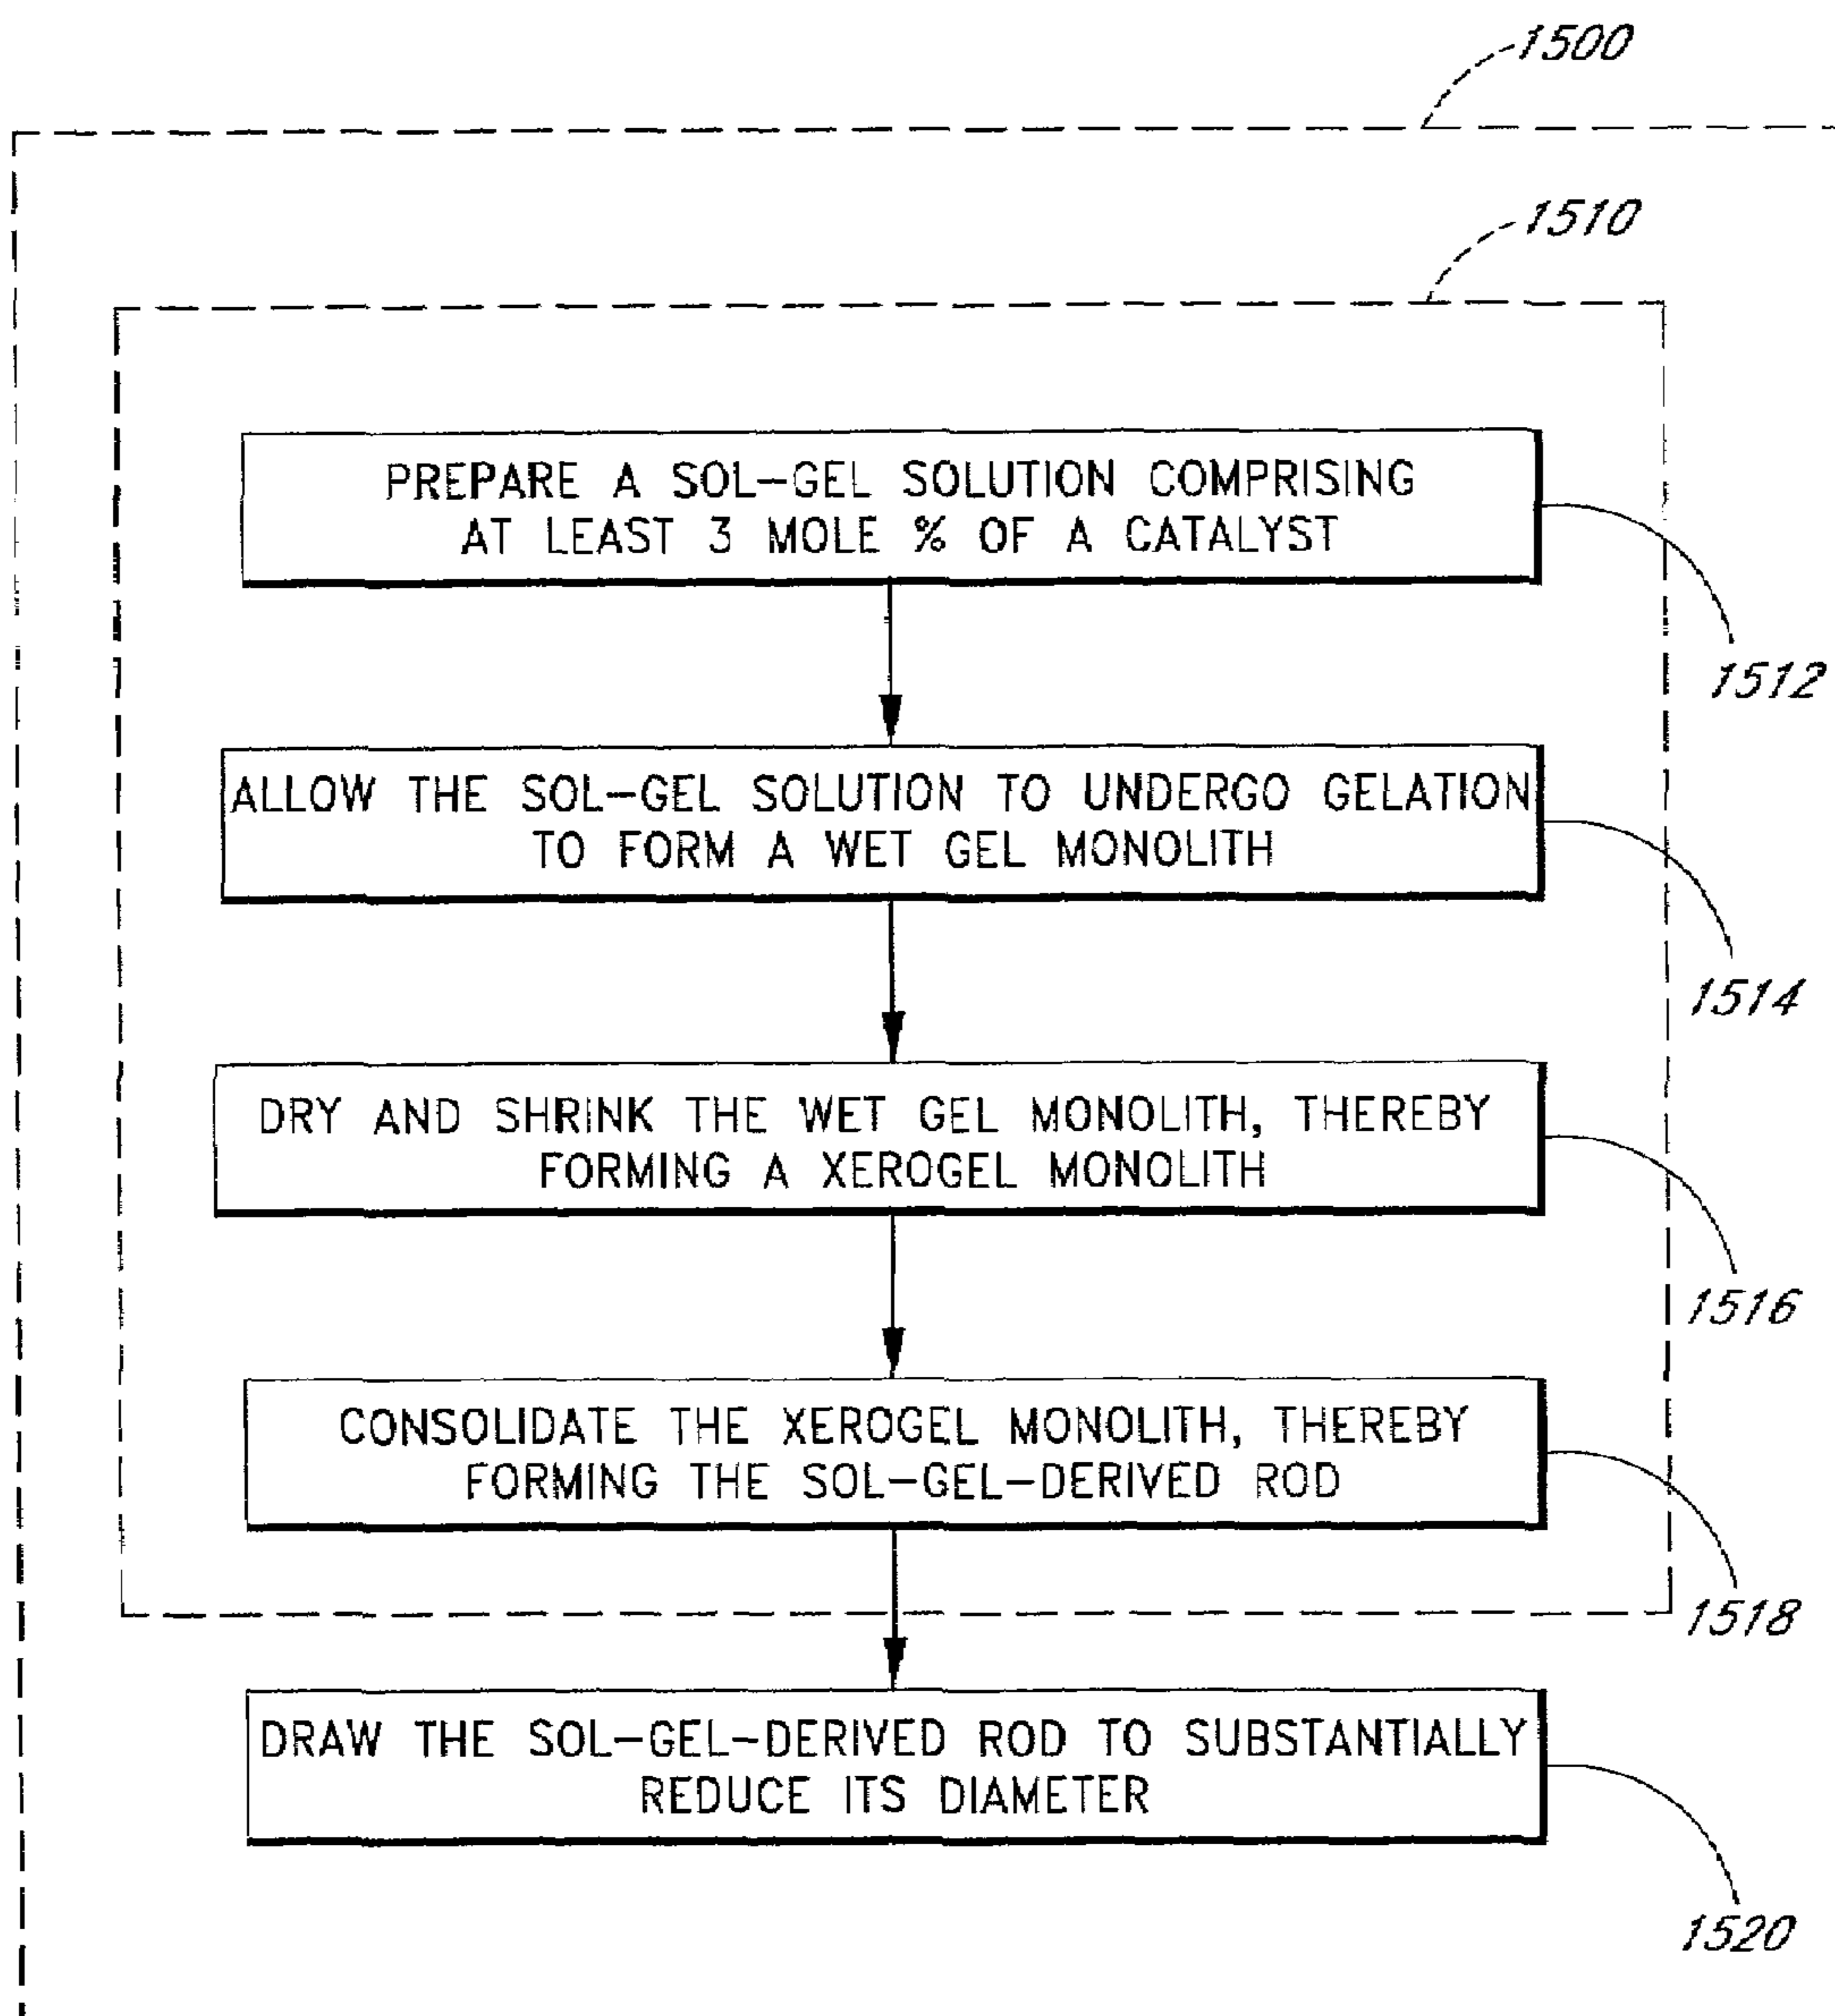 1500
1510
PREPARE A SOL-GEL SOLUTION COMPRISING
AT LEAST 3 MOLE % OF A CATALYST
1512
ALLOW THE SOL-GEL SOLUTION TO UNDERGO GELATION
TO FORM A WET GEL MONOLITH
1514
DRY AND SHRINK THE WET GEL MONOLITH, THEREBY
FORMING A XEROGEL MONOLITH
1516
CONSOLIDATE THE XEROGEL MONOLITH, THEREBY
FORMING THE SOL-GEL-DERIVED ROD
1518
DRAW THE SOL-GEL-DERIVED ROD TO SUBSTANTIALLY
REDUCE ITS DIAMETER
1520